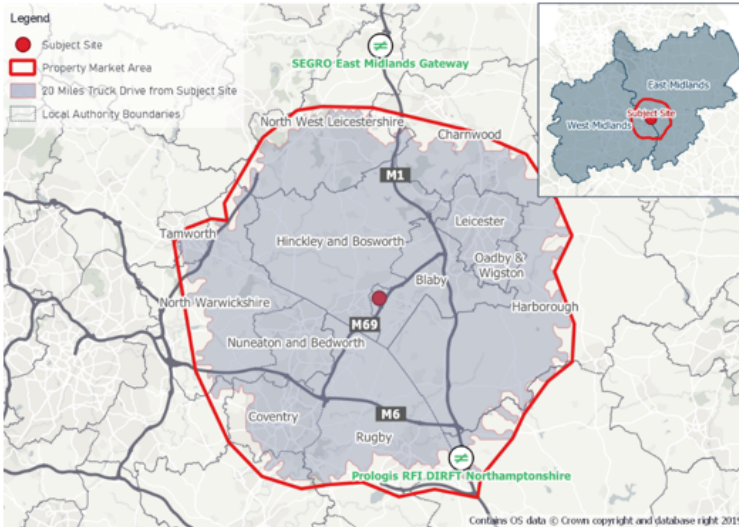 Legend
Subject Site
Property Market Area
20 Miles Truck Drive from Subject Site
Local Authority Boundaries
SEGRO East Midlands Gateway
East Midlands
Subject Site
West Midlands
North West Leicestershire
Charnwood
M1
Leicester
Tamworth
Hinckley and Bosworth
Oadby &
Wigston
Blaby
North Warwickshire
Harborough
M69
Nuneaton and Bedworth
M6
Coventry
Rugby
Prologis RFI DIRFT Northamptonshire
Contains OS data © Crown copyright and database right 2019